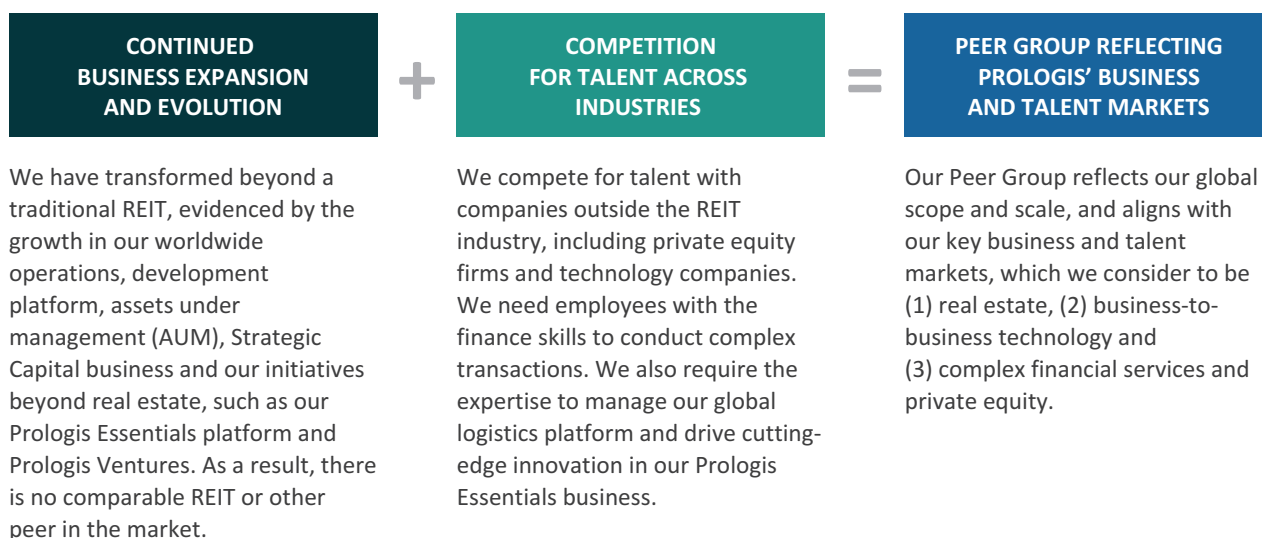 CONTINUED
BUSINESS EXPANSION
AND EVOLUTION
+
COMPETITION
FOR TALENT ACROSS
INDUSTRIES
=
PEER GROUP REFLECTING
PROLOGIS’ BUSINESS
AND TALENT MARKETS
We have transformed beyond a
traditional REIT, evidenced by the
growth in our worldwide
operations, development
platform, assets under
management (AUM), Strategic
Capital business and our initiatives
beyond real estate, such as our
Prologis Essentials platform and
Prologis Ventures. As a result, there
is no comparable REIT or other
peer in the market.
We compete for talent with
companies outside the REIT
industry, including private equity
firms and technology companies.
We need employees with the
finance skills to conduct complex
transactions. We also require the
expertise to manage our global
logistics platform and drive cutting-
edge innovation in our Prologis
Essentials business.
Our Peer Group reflects our global
scope and scale, and aligns with
our key business and talent
markets, which we consider to be
(1) real estate, (2) business-to-
business technology and
(3) complex financial services and
private equity.